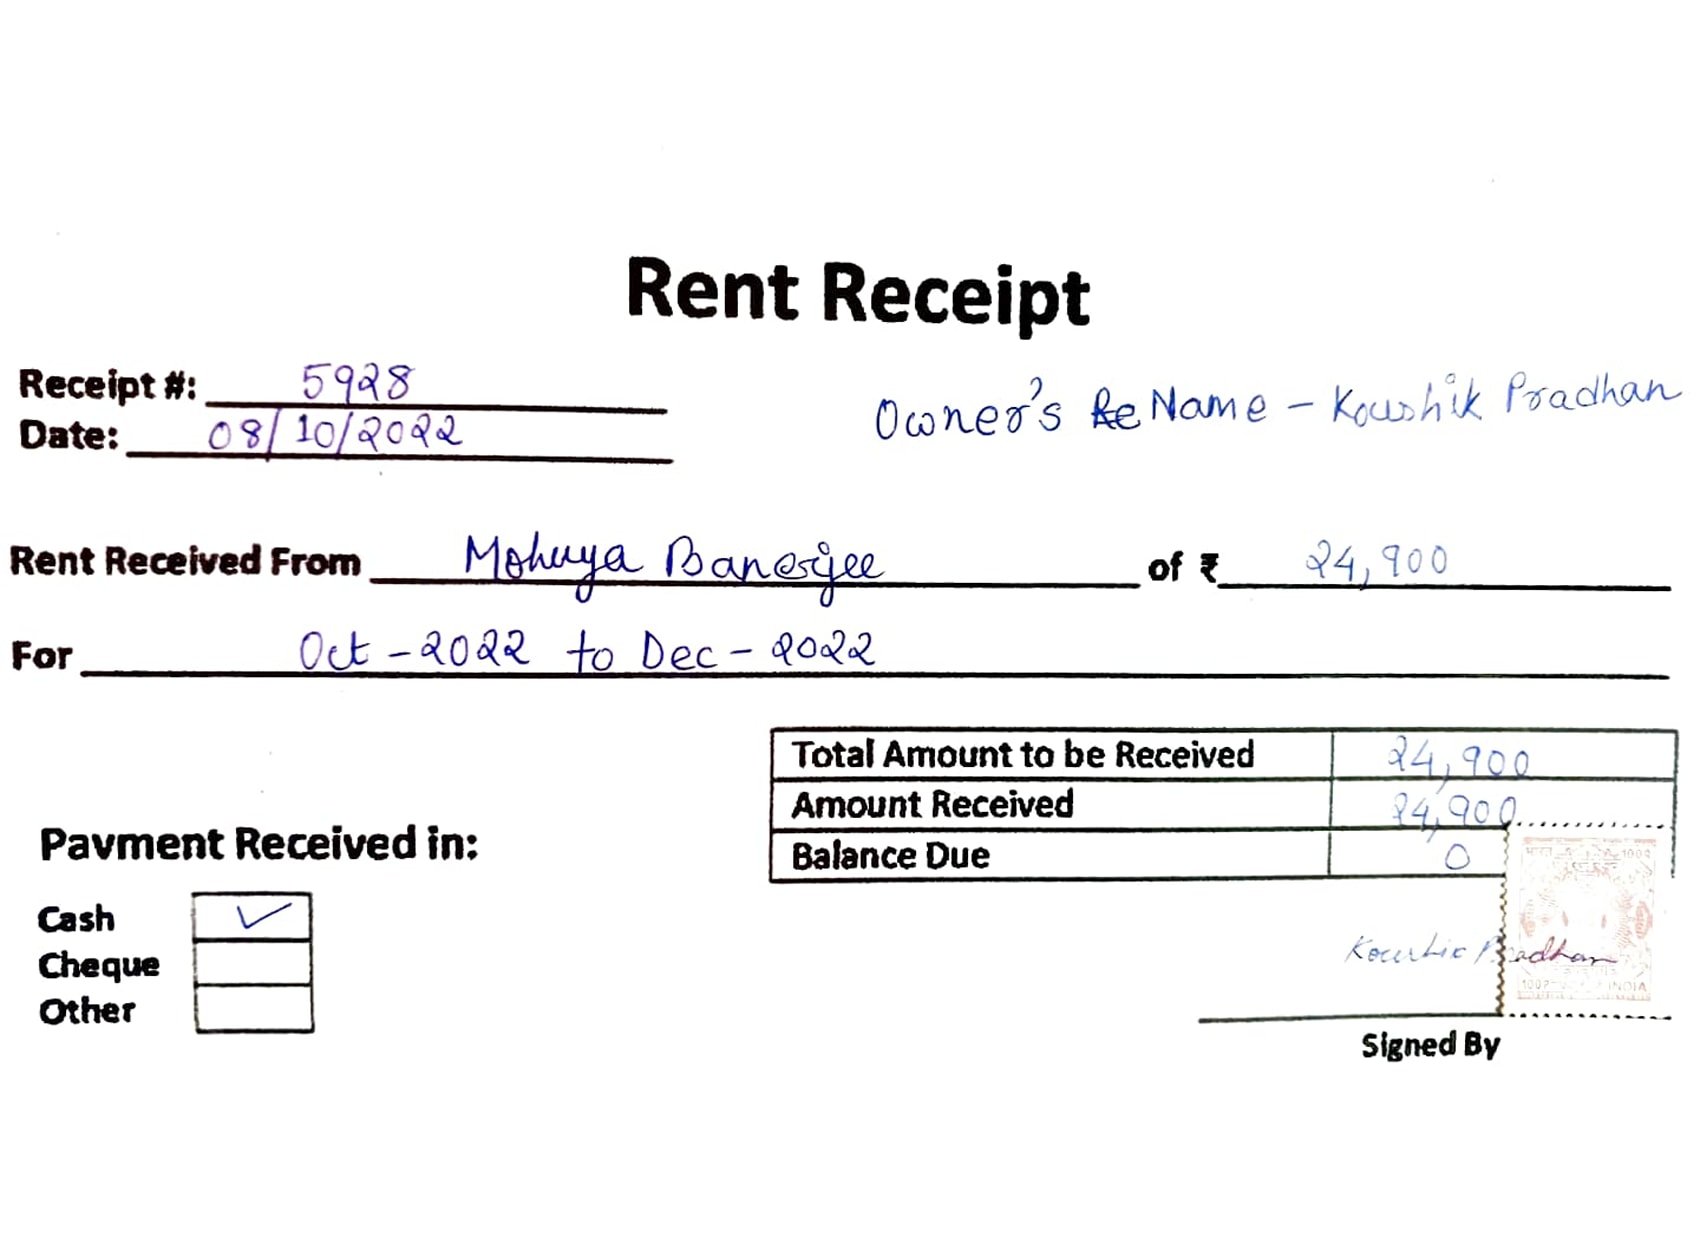 Rent Receipt
Receipt #: 5928
Owner's Re Name - Koushik Pradhan
Date: 08/10/2022
Rent Received From Mohuya Banerjee of ₹ 24,900
For Oct - 2022 to Dec - 2022
Total Amount to be Received 24,900
Amount Received 24,900
Balance Due 0
Pavment Received in:
Cash ✓
Cheque
Other
Koushik Pradhan
INDIA
Signed By